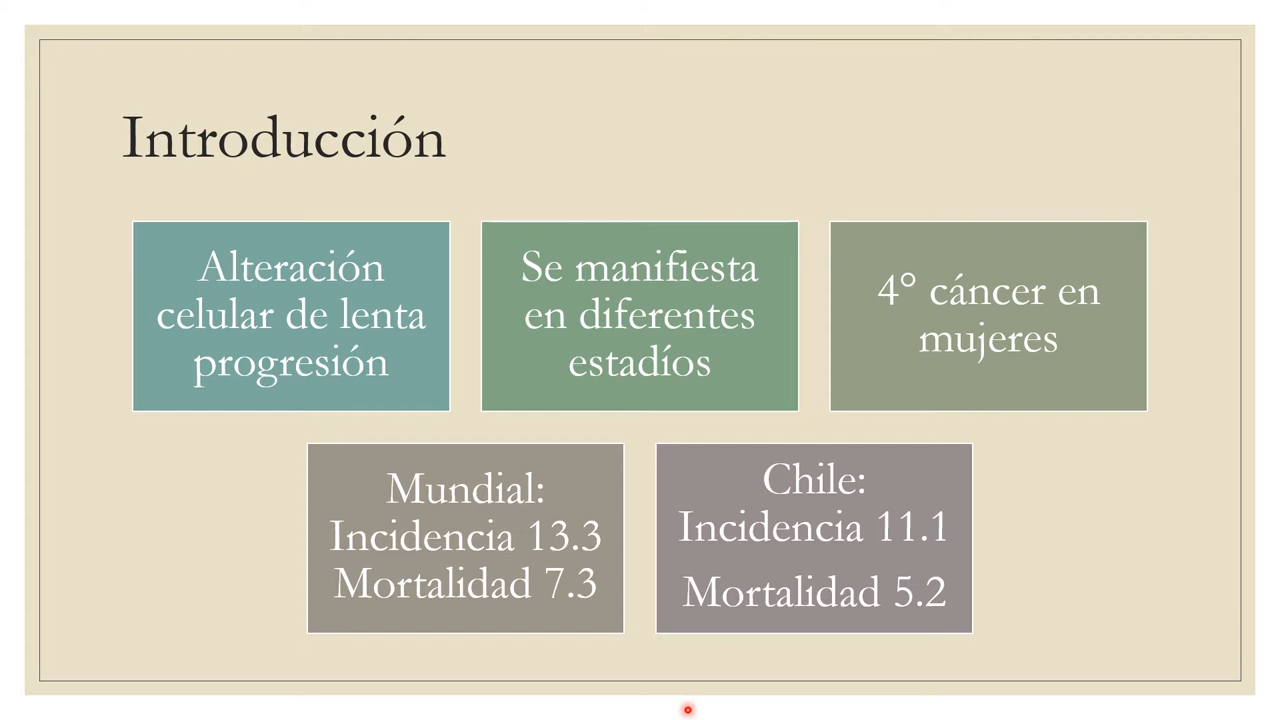 Introducción
Alteración
celular de lenta
progresión
Se manifiesta
en diferentes
estadíos
4° cáncer en
mujeres
Mundial:
Incidencia 13.3
Mortalidad 7.3
Chile:
Incidencia 11.1
Mortalidad 5.2